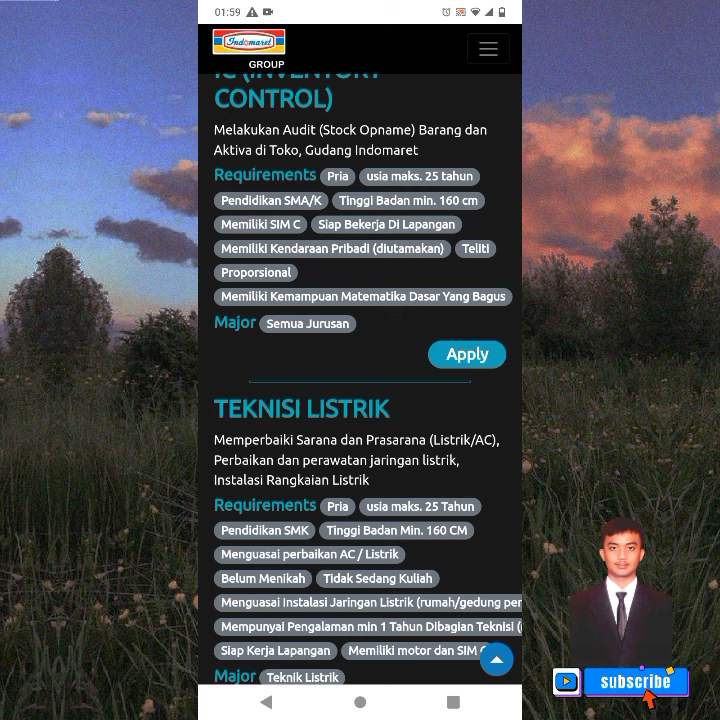 01:59
Indomaret
GROUP
IC (INVENTORY
CONTROL)
Melakukan Audit (Stock Opname) Barang dan
Aktiva di Toko, Gudang Indomaret
Requirements Pria usia maks. 25 tahun
Pendidikan SMA/K Tinggi Badan min. 160 cm
Memiliki SIM C Siap Bekerja Di Lapangan
Memiliki Kendaraan Pribadi (diutamakan) Teliti
Proporsional
Memiliki Kemampuan Matematika Dasar Yang Bagus
Major Semua Jurusan
Apply
TEKNISI LISTRIK
Memperbaiki Sarana dan Prasarana (Listrik/AC),
Perbaikan dan perawatan jaringan listrik,
Instalasi Rangkaian Listrik
Requirements Pria usia maks. 25 Tahun
Pendidikan SMK Tinggi Badan Min. 160 CM
Menguasai perbaikan AC / Listrik
Belum Menikah Tidak Sedang Kuliah
Menguasai Instalasi Jaringan Listrik (rumah/gedung per
Mempunyai Pengalaman min 1 Tahun Dibagian Teknisi (
Siap Kerja Lapangan Memiliki motor dan SIM C
Major Teknik Listrik
subscribe